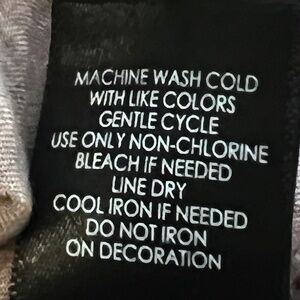 MACHINE WASH COLD
WITH LIKE COLORS
GENTLE CYCLE
USE ONLY NON-CHLORINE
BLEACH IF NEEDED
LINE DRY
COOL IRON IF NEEDED
DO NOT IRON
ON DECORATION